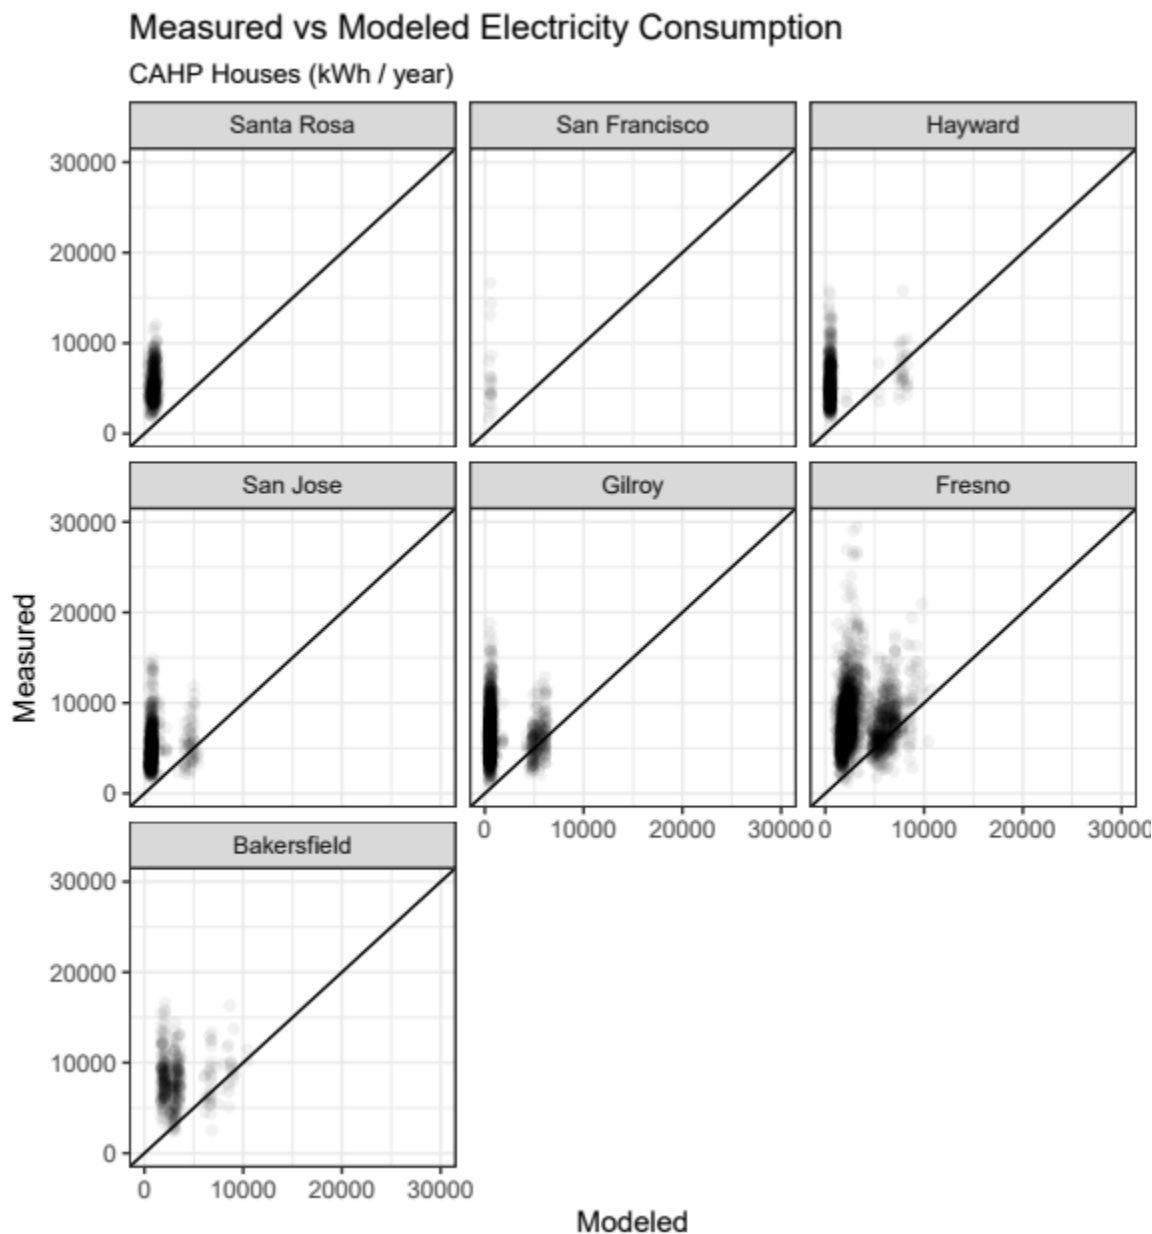 Measured vs Modeled Electricity Consumption
CAHP Houses (kWh / year)
Santa Rosa
San Francisco
Hayward
30000
20000
10000
0
San Jose
Gilroy
Fresno
30000
20000
10000
0
Measured
0 10000 20000 30000
0 10000 20000 30000
Bakersfield
30000
20000
10000
0
0 10000 20000 30000
Modeled